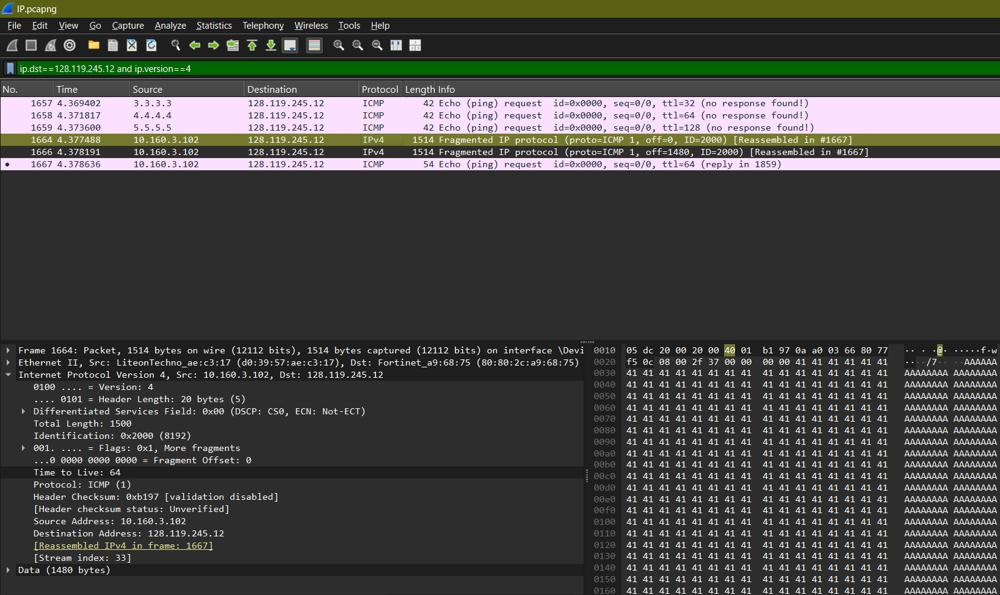 IP.pcapng
File Edit View Go Capture Analyze Statistics Telephony Wireless Tools Help
ip.dst==128.119.245.12 and ip.version==4
No. Time Source Destination Protocol Length Info
1657 4.369402 3.3.3.3 128.119.245.12 ICMP 42 Echo (ping) request id=0x0000, seq=0/0, ttl=32 (no response found!)
1658 4.371817 4.4.4.4 128.119.245.12 ICMP 42 Echo (ping) request id=0x0000, seq=0/0, ttl=64 (no response found!)
1659 4.373600 5.5.5.5 128.119.245.12 ICMP 42 Echo (ping) request id=0x0000, seq=0/0, ttl=128 (no response found!)
1664 4.377488 10.160.3.102 128.119.245.12 IPv4 1514 Fragmented IP protocol (proto=ICMP 1, off=0, ID=2000) [Reassembled in #1667]
1666 4.378191 10.160.3.102 128.119.245.12 IPv4 1514 Fragmented IP protocol (proto=ICMP 1, off=1480, ID=2000) [Reassembled in #1667]
1667 4.378636 10.160.3.102 128.119.245.12 ICMP 54 Echo (ping) request id=0x0000, seq=0/0, ttl=64 (reply in 1859)
Frame 1664: Packet, 1514 bytes on wire (12112 bits), 1514 bytes captured (12112 bits) on interface \Devi
Ethernet II, Src: LiteonTechno_ae:c3:17 (d0:39:57:ae:c3:17), Dst: Fortinet_a9:68:75 (80:80:2c:a9:68:75)
Internet Protocol Version 4, Src: 10.160.3.102, Dst: 128.119.245.12
0100 .... = Version: 4
.... 0101 = Header Length: 20 bytes (5)
Differentiated Services Field: 0x00 (DSCP: CS0, ECN: Not-ECT)
Total Length: 1500
Identification: 0x2000 (8192)
001. .... = Flags: 0x1, More fragments
...0 0000 0000 0000 = Fragment Offset: 0
Time to Live: 64
Protocol: ICMP (1)
Header Checksum: 0xb197 [validation disabled]
[Header checksum status: Unverified]
Source Address: 10.160.3.102
Destination Address: 128.119.245.12
[Reassembled IPv4 in frame: 1667]
[Stream index: 33]
Data (1480 bytes)
0010 05 dc 20 00 20 00 40 01 b1 97 0a a0 03 66 80 77 ·· · ·@· ·····f·w
0020 f5 0c 08 00 2f 37 00 00 00 00 41 41 41 41 41 41 ····/7·· ··AAAAAA
0030 41 41 41 41 41 41 41 41 41 41 41 41 41 41 41 41 AAAAAAAA AAAAAAAA
0040 41 41 41 41 41 41 41 41 41 41 41 41 41 41 41 41 AAAAAAAA AAAAAAAA
0050 41 41 41 41 41 41 41 41 41 41 41 41 41 41 41 41 AAAAAAAA AAAAAAAA
0060 41 41 41 41 41 41 41 41 41 41 41 41 41 41 41 41 AAAAAAAA AAAAAAAA
0070 41 41 41 41 41 41 41 41 41 41 41 41 41 41 41 41 AAAAAAAA AAAAAAAA
0080 41 41 41 41 41 41 41 41 41 41 41 41 41 41 41 41 AAAAAAAA AAAAAAAA
0090 41 41 41 41 41 41 41 41 41 41 41 41 41 41 41 41 AAAAAAAA AAAAAAAA
00a0 41 41 41 41 41 41 41 41 41 41 41 41 41 41 41 41 AAAAAAAA AAAAAAAA
00b0 41 41 41 41 41 41 41 41 41 41 41 41 41 41 41 41 AAAAAAAA AAAAAAAA
00c0 41 41 41 41 41 41 41 41 41 41 41 41 41 41 41 41 AAAAAAAA AAAAAAAA
00d0 41 41 41 41 41 41 41 41 41 41 41 41 41 41 41 41 AAAAAAAA AAAAAAAA
00e0 41 41 41 41 41 41 41 41 41 41 41 41 41 41 41 41 AAAAAAAA AAAAAAAA
00f0 41 41 41 41 41 41 41 41 41 41 41 41 41 41 41 41 AAAAAAAA AAAAAAAA
0100 41 41 41 41 41 41 41 41 41 41 41 41 41 41 41 41 AAAAAAAA AAAAAAAA
0110 41 41 41 41 41 41 41 41 41 41 41 41 41 41 41 41 AAAAAAAA AAAAAAAA
0120 41 41 41 41 41 41 41 41 41 41 41 41 41 41 41 41 AAAAAAAA AAAAAAAA
0130 41 41 41 41 41 41 41 41 41 41 41 41 41 41 41 41 AAAAAAAA AAAAAAAA
0140 41 41 41 41 41 41 41 41 41 41 41 41 41 41 41 41 AAAAAAAA AAAAAAAA
0150 41 41 41 41 41 41 41 41 41 41 41 41 41 41 41 41 AAAAAAAA AAAAAAAA
0160 41 41 41 41 41 41 41 41 41 41 41 41 41 41 41 41 AAAAAAAA AAAAAAAA